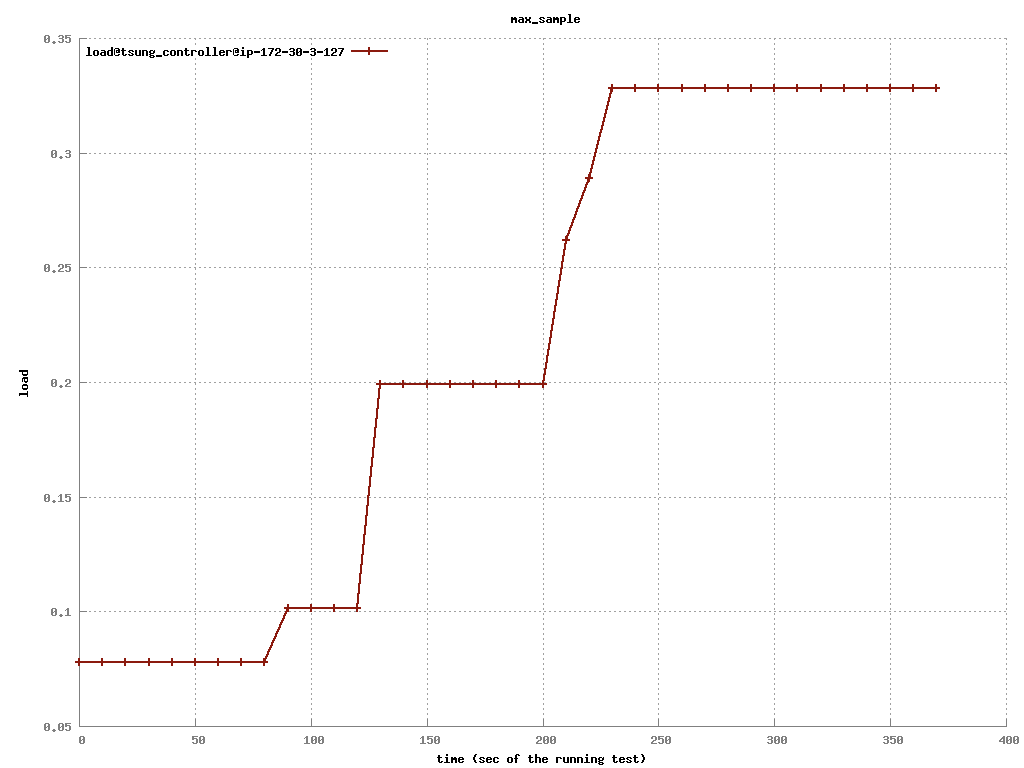 max_sample
load@tsung_controller@ip-172-30-3-127
0.35
0.3
0.25
0.2
0.15
0.1
0.05
load
0 50 100 150 200 250 300 350 400
time (sec of the running test)